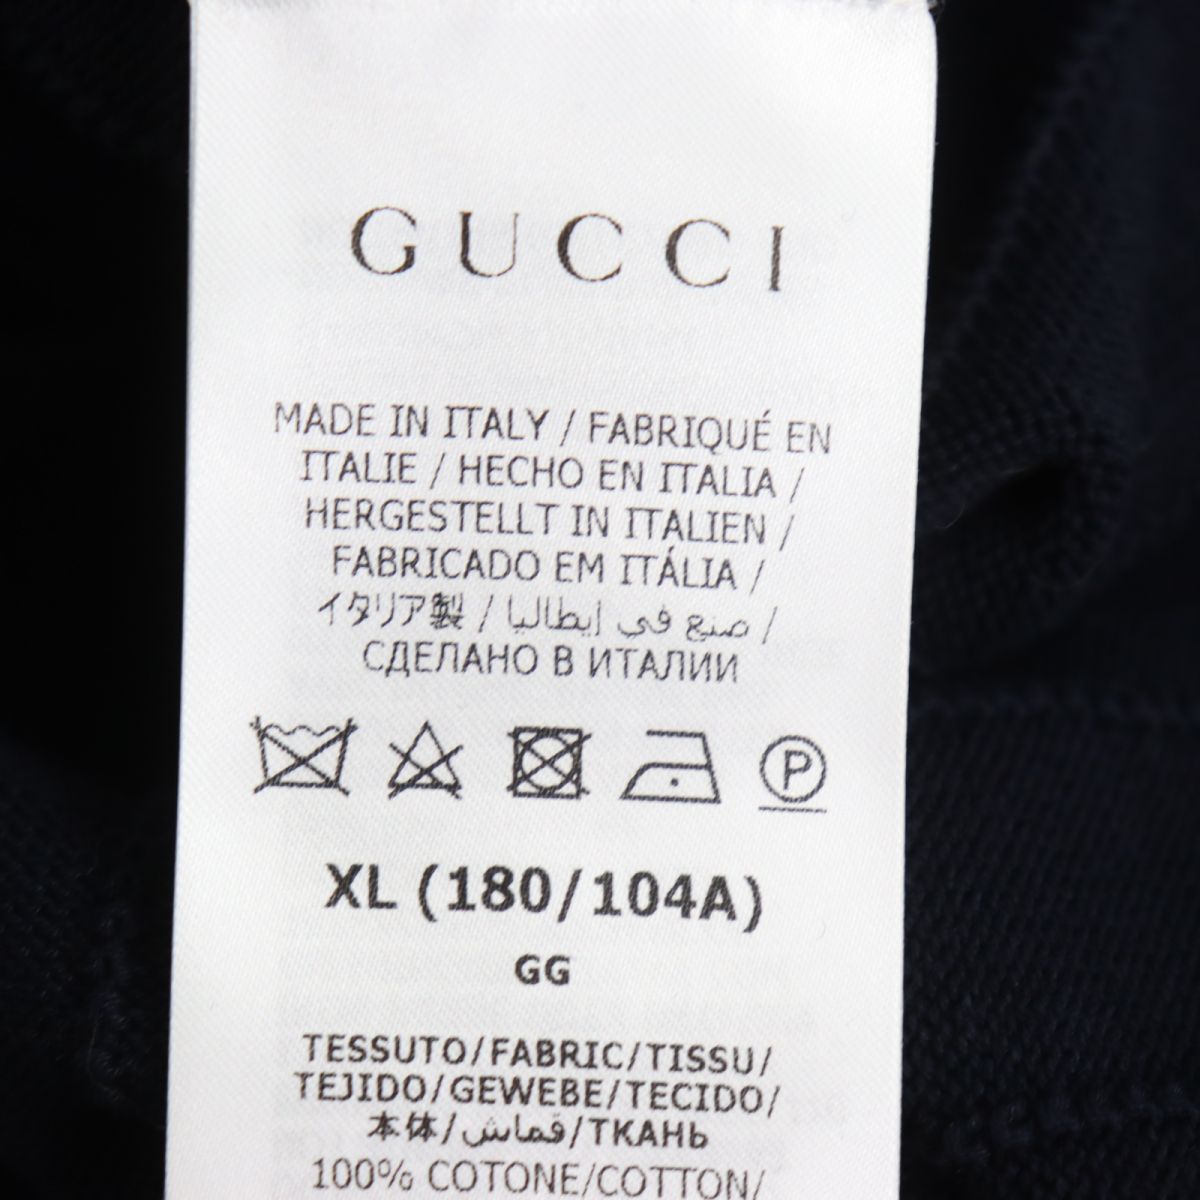 GUCCI
MADE IN ITALY / FABRIQUÉ EN
ITALIE / HECHO EN ITALIA /
HERGESTELLT IN ITALIEN /
FABRICADO EM ITÁLIA /
イタリア製 / صنع في إيطاليا /
СДЕЛАНО В ИТАЛИИ
P
XL (180/104A)
GG
TESSUTO/FABRIC/TISSU/
TEJIDO/GEWEBE/TECIDO/
本体/قماش/ТКАНЬ
100% COTONE/COTTON/